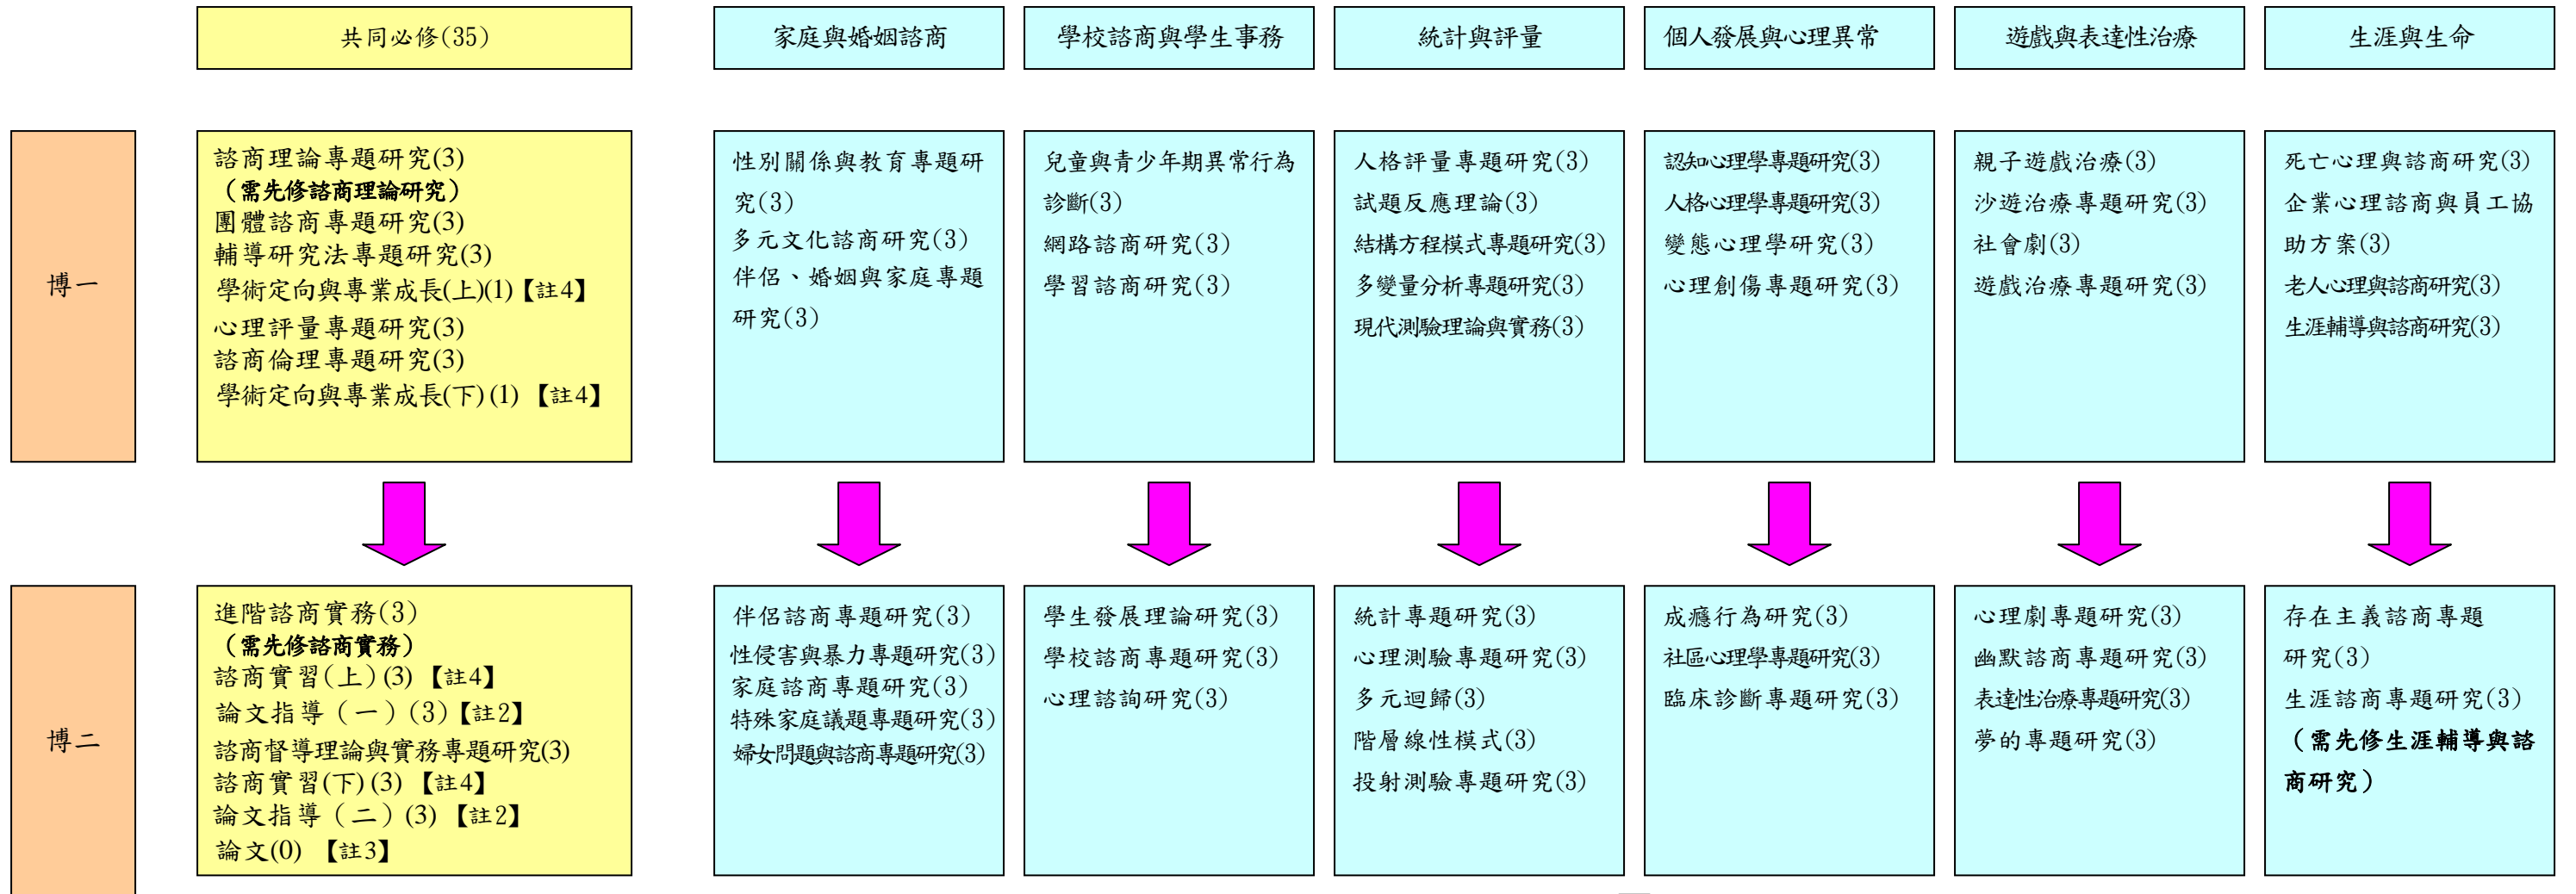 共同必修(35)
家庭與婚姻諮商
學校諮商與學生事務
統計與評量
個人發展與心理異常
遊戲與表達性治療
生涯與生命
博一
諮商理論專題研究(3)
（需先修諮商理論研究）
團體諮商專題研究(3)
輔導研究法專題研究(3)
學術定向與專業成長(上)(1)【註4】
心理評量專題研究(3)
諮商倫理專題研究(3)
學術定向與專業成長(下)(1) 【註4】
性別關係與教育專題研
究(3)
多元文化諮商研究(3)
伴侶、婚姻與家庭專題
研究(3)
兒童與青少年期異常行為
診斷(3)
網路諮商研究(3)
學習諮商研究(3)
人格評量專題研究(3)
試題反應理論(3)
結構方程模式專題研究(3)
多變量分析專題研究(3)
現代測驗理論與實務(3)
認知心理學專題研究(3)
人格心理學專題研究(3)
變態心理學研究(3)
心理創傷專題研究(3)
親子遊戲治療(3)
沙遊治療專題研究(3)
社會劇(3)
遊戲治療專題研究(3)
死亡心理與諮商研究(3)
企業心理諮商與員工協
助方案(3)
老人心理與諮商研究(3)
生涯輔導與諮商研究(3)
博二
進階諮商實務(3)
（需先修諮商實務）
諮商實習(上)(3) 【註4】
論文指導（一）(3)【註2】
諮商督導理論與實務專題研究(3)
諮商實習(下)(3) 【註4】
論文指導（二）(3) 【註2】
論文(0) 【註3】
伴侶諮商專題研究(3)
性侵害與暴力專題研究(3)
家庭諮商專題研究(3)
特殊家庭議題專題研究(3)
婦女問題與諮商專題研究(3)
學生發展理論研究(3)
學校諮商專題研究(3)
心理諮詢研究(3)
統計專題研究(3)
心理測驗專題研究(3)
多元迴歸(3)
階層線性模式(3)
投射測驗專題研究(3)
成癮行為研究(3)
社區心理學專題研究(3)
臨床診斷專題研究(3)
心理劇專題研究(3)
幽默諮商專題研究(3)
表達性治療專題研究(3)
夢的專題研究(3)
存在主義諮商專題
研究(3)
生涯諮商專題研究(3)
（需先修生涯輔導與諮
商研究）